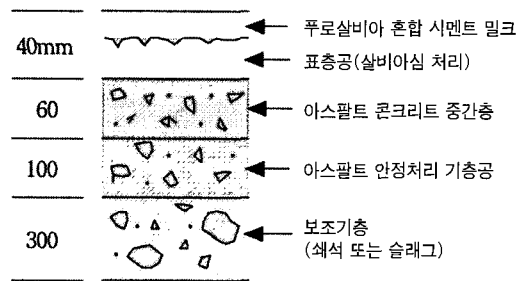 푸로살비아 혼합 시멘트 밀크
40mm
표층공(살비아심 처리)
60
아스팔트 콘크리트 중간층
100
아스팔트 안정처리 기층공
300
보조기층
(쇄석 또는 슬래그)